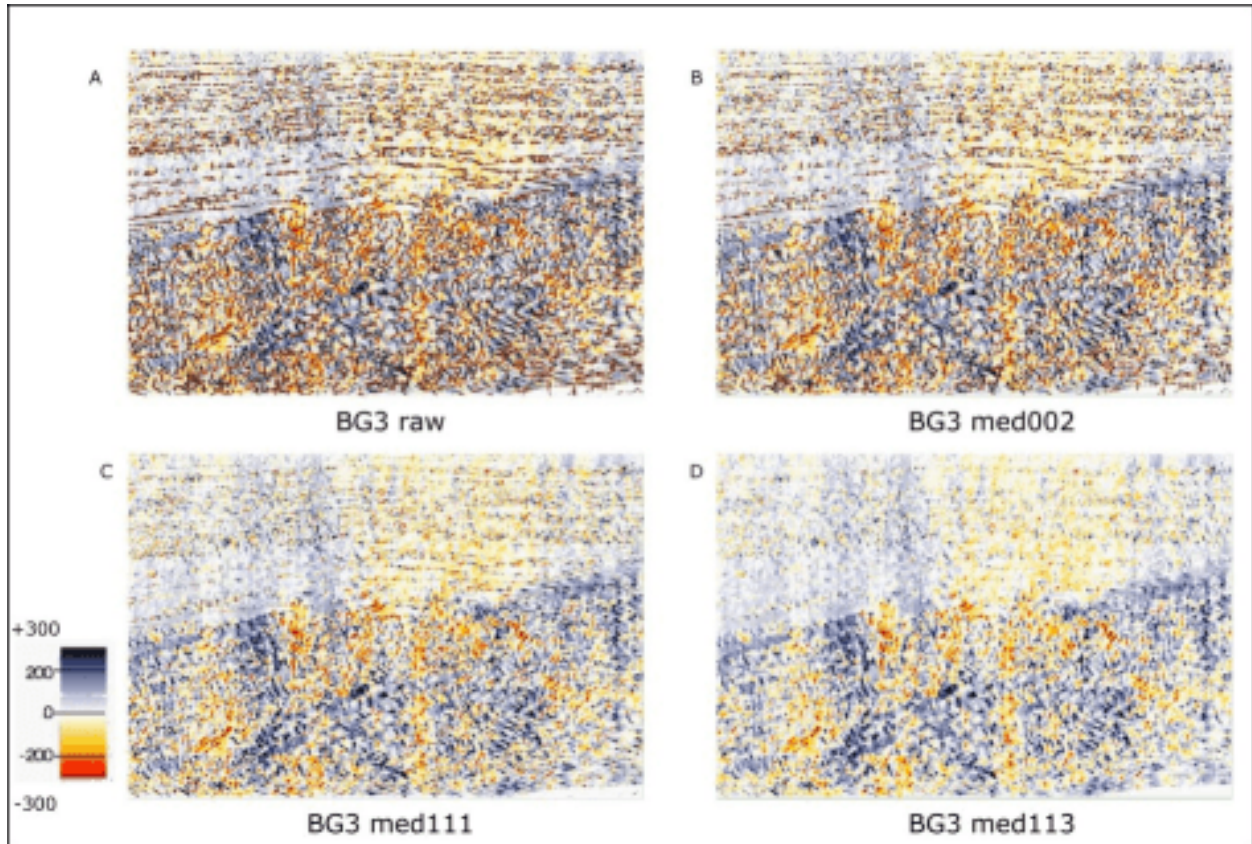 A
B
BG3 raw
BG3 med002
C
D
+300
200
0
-200
-300
BG3 med111
BG3 med113